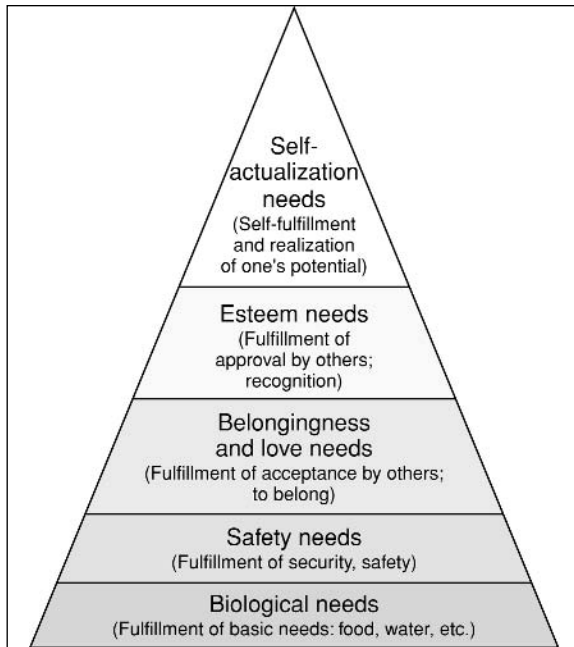 Self-
actualization
needs
(Self-fulfillment
and realization
of one's potential)
Esteem needs
(Fulfillment of
approval by others;
recognition)
Belongingness
and love needs
(Fulfillment of acceptance by others;
to belong)
Safety needs
(Fulfillment of security, safety)
Biological needs
(Fulfillment of basic needs: food, water, etc.)